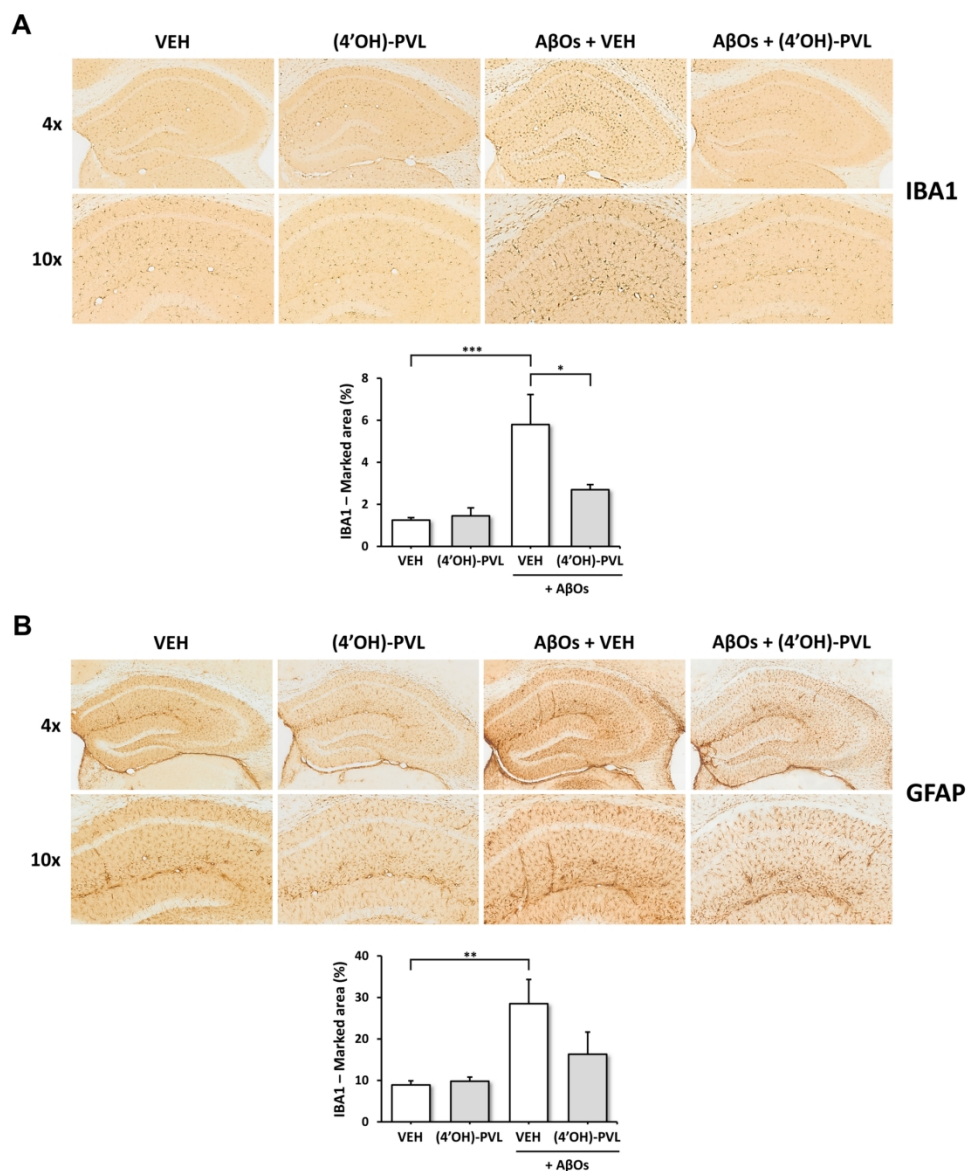 A
VEH (4’OH)-PVL AβOs + VEH AβOs + (4’OH)-PVL
4x
IBA1
10x
***
*
8
6
4
2
0
IBA1 – Marked area (%)
VEH (4’OH)-PVL VEH (4’OH)-PVL
+ AβOs
B
VEH (4’OH)-PVL AβOs + VEH AβOs + (4’OH)-PVL
4x
GFAP
10x
**
40
30
20
10
0
IBA1 – Marked area (%)
VEH (4’OH)-PVL VEH (4’OH)-PVL
+ AβOs